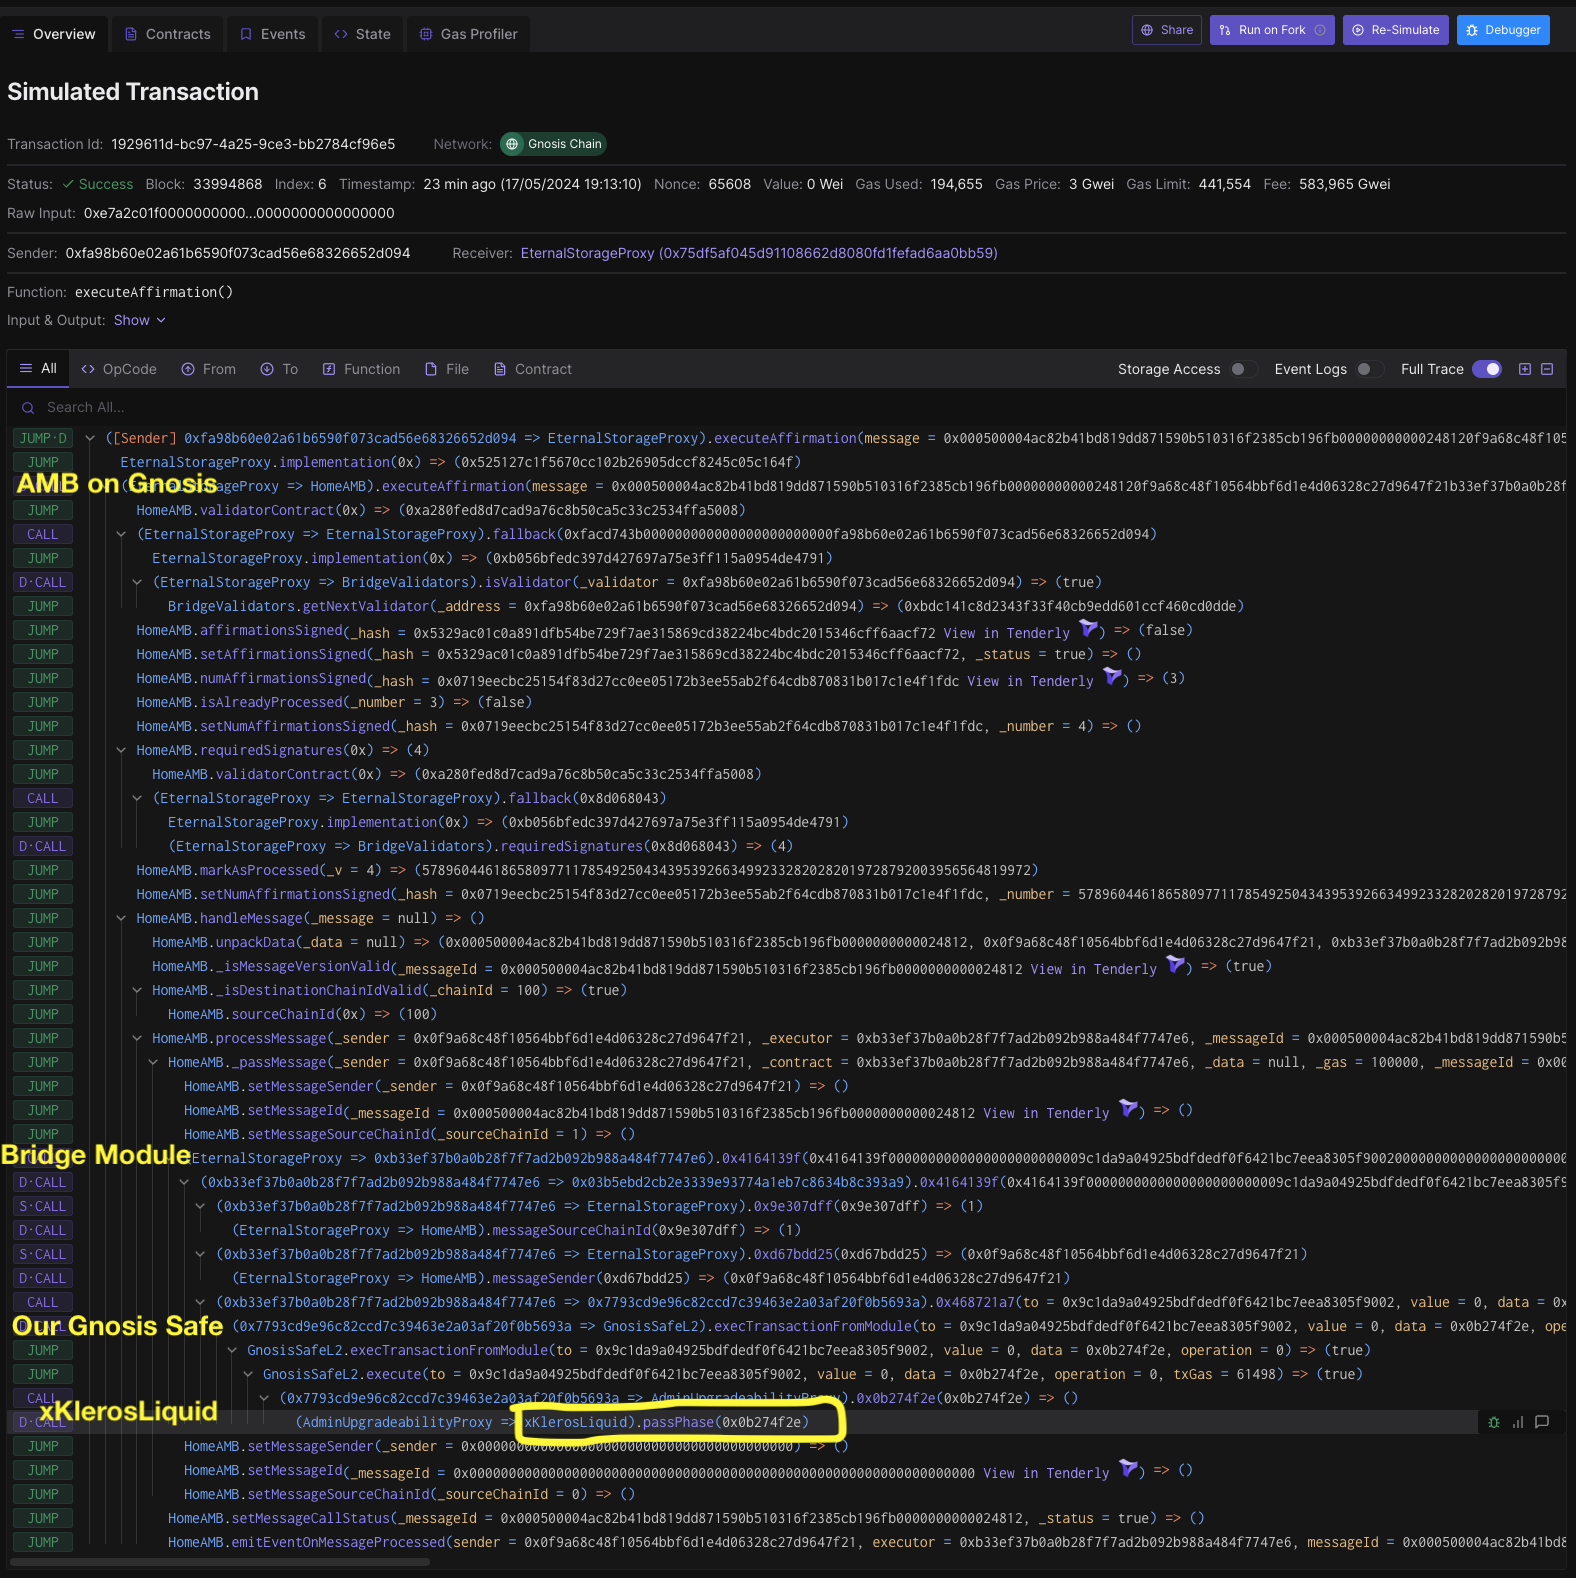 Overview Contracts Events State Gas Profiler Share Run on Fork Re-Simulate Debugger
Simulated Transaction
Transaction Id: 1929611d-bc97-4a25-9ce3-bb2784cf96e5 Network: Gnosis Chain
Status: Success Block: 33994868 Index: 6 Timestamp: 23 min ago (17/05/2024 19:13:10) Nonce: 65608 Value: 0 Wei Gas Used: 194,655 Gas Price: 3 Gwei Gas Limit: 441,554 Fee: 583,965 Gwei
Raw Input: 0xe7a2c01f0000000000...0000000000000000
Sender: 0xfa98b60e02a61b6590f073cad56e68326652d094 Receiver: EternalStorageProxy (0x75df5af045d91108662d8080fd1fefad6aa0bb59)
Function: executeAffirmation()
Input & Output: Show
All OpCode From To Function File Contract Storage Access Event Logs Full Trace
Search All...
JUMP·D ([Sender] 0xfa98b60e02a61b6590f073cad56e68326652d094 => EternalStorageProxy).executeAffirmation(message = 0x000500004ac82b41bd819dd871590b510316f2385cb196fb00000000000248120f9a68c48f105
JUMP EternalStorageProxy.implementation(0x) => (0x525127c1f5670cc102b26905dccf8245c05c164f)
AMB on Gnosis
ageProxy => HomeAMB).executeAffirmation(message = 0x000500004ac82b41bd819dd871590b510316f2385cb196fb00000000000248120f9a68c48f10564bbf6d1e4d06328c27d9647f21b33ef37b0a0b28f
JUMP HomeAMB.validatorContract(0x) => (0xa280fed8d7cad9a76c8b50ca5c33c2534ffa5008)
CALL (EternalStorageProxy => EternalStorageProxy).fallback(0xfacd743b000000000000000000000000fa98b60e02a61b6590f073cad56e68326652d094)
JUMP EternalStorageProxy.implementation(0x) => (0xb056bfedc397d427697a75e3ff115a0954de4791)
D·CALL (EternalStorageProxy => BridgeValidators).isValidator(_validator = 0xfa98b60e02a61b6590f073cad56e68326652d094) => (true)
JUMP BridgeValidators.getNextValidator(_address = 0xfa98b60e02a61b6590f073cad56e68326652d094) => (0xbdc141c8d2343f33f40cb9edd601ccf460cd0dde)
JUMP HomeAMB.affirmationsSigned(_hash = 0x5329ac01c0a891dfb54be729f7ae315869cd38224bc4bdc2015346cff6aacf72 View in Tenderly ) => (false)
JUMP HomeAMB.setAffirmationsSigned(_hash = 0x5329ac01c0a891dfb54be729f7ae315869cd38224bc4bdc2015346cff6aacf72, _status = true) => ()
JUMP HomeAMB.numAffirmationsSigned(_hash = 0x0719eecbc25154f83d27cc0ee05172b3ee55ab2f64cdb870831b017c1e4f1fdc View in Tenderly ) => (3)
JUMP HomeAMB.isAlreadyProcessed(_number = 3) => (false)
JUMP HomeAMB.setNumAffirmationsSigned(_hash = 0x0719eecbc25154f83d27cc0ee05172b3ee55ab2f64cdb870831b017c1e4f1fdc, _number = 4) => ()
JUMP HomeAMB.requiredSignatures(0x) => (4)
JUMP HomeAMB.validatorContract(0x) => (0xa280fed8d7cad9a76c8b50ca5c33c2534ffa5008)
CALL (EternalStorageProxy => EternalStorageProxy).fallback(0x8d068043)
JUMP EternalStorageProxy.implementation(0x) => (0xb056bfedc397d427697a75e3ff115a0954de4791)
D·CALL (EternalStorageProxy => BridgeValidators).requiredSignatures(0x8d068043) => (4)
JUMP HomeAMB.markAsProcessed(_v = 4) => (57896044618658097711785492504343953926634992332820282019728792003956564819972)
JUMP HomeAMB.setNumAffirmationsSigned(_hash = 0x0719eecbc25154f83d27cc0ee05172b3ee55ab2f64cdb870831b017c1e4f1fdc, _number = 57896044618658097711785492504343953926634992332820282019728792
JUMP HomeAMB.handleMessage(_message = null) => ()
JUMP HomeAMB.unpackData(_data = null) => (0x000500004ac82b41bd819dd871590b510316f2385cb196fb0000000000024812, 0x0f9a68c48f10564bbf6d1e4d06328c27d9647f21, 0xb33ef37b0a0b28f7f7ad2b092b98
JUMP HomeAMB._isMessageVersionValid(_messageId = 0x000500004ac82b41bd819dd871590b510316f2385cb196fb0000000000024812 View in Tenderly ) => (true)
JUMP HomeAMB._isDestinationChainIdValid(_chainId = 100) => (true)
JUMP HomeAMB.sourceChainId(0x) => (100)
JUMP HomeAMB.processMessage(_sender = 0x0f9a68c48f10564bbf6d1e4d06328c27d9647f21, _executor = 0xb33ef37b0a0b28f7f7ad2b092b988a484f7747e6, _messageId = 0x000500004ac82b41bd819dd871590b5
JUMP HomeAMB._passMessage(_sender = 0x0f9a68c48f10564bbf6d1e4d06328c27d9647f21, _contract = 0xb33ef37b0a0b28f7f7ad2b092b988a484f7747e6, _data = null, _gas = 100000, _messageId = 0x00
JUMP HomeAMB.setMessageSender(_sender = 0x0f9a68c48f10564bbf6d1e4d06328c27d9647f21) => ()
JUMP HomeAMB.setMessageId(_messageId = 0x000500004ac82b41bd819dd871590b510316f2385cb196fb0000000000024812 View in Tenderly ) => ()
JUMP HomeAMB.setMessageSourceChainId(_sourceChainId = 1) => ()
Bridge Module
EternalStorageProxy => 0xb33ef37b0a0b28f7f7ad2b092b988a484f7747e6).0x4164139f(0x4164139f0000000000000000000000009c1da9a04925bdfdedf0f6421bc7eea8305f9002000000000000000000000
D·CALL (0xb33ef37b0a0b28f7f7ad2b092b988a484f7747e6 => 0x03b5ebd2cb2e3339e93774a1eb7c8634b8c393a9).0x4164139f(0x4164139f0000000000000000000000009c1da9a04925bdfdedf0f6421bc7eea8305f9
S·CALL (0xb33ef37b0a0b28f7f7ad2b092b988a484f7747e6 => EternalStorageProxy).0x9e307dff(0x9e307dff) => (1)
D·CALL (EternalStorageProxy => HomeAMB).messageSourceChainId(0x9e307dff) => (1)
S·CALL (0xb33ef37b0a0b28f7f7ad2b092b988a484f7747e6 => EternalStorageProxy).0xd67bdd25(0xd67bdd25) => (0x0f9a68c48f10564bbf6d1e4d06328c27d9647f21)
D·CALL (EternalStorageProxy => HomeAMB).messageSender(0xd67bdd25) => (0x0f9a68c48f10564bbf6d1e4d06328c27d9647f21)
CALL (0xb33ef37b0a0b28f7f7ad2b092b988a484f7747e6 => 0x7793cd9e96c82ccd7c39463e2a03af20f0b5693a).0x468721a7(to = 0x9c1da9a04925bdfdedf0f6421bc7eea8305f9002, value = 0, data = 0x
Our Gnosis Safe
(0x7793cd9e96c82ccd7c39463e2a03af20f0b5693a => GnosisSafeL2).execTransactionFromModule(to = 0x9c1da9a04925bdfdedf0f6421bc7eea8305f9002, value = 0, data = 0x0b274f2e, ope
JUMP GnosisSafeL2.execTransactionFromModule(to = 0x9c1da9a04925bdfdedf0f6421bc7eea8305f9002, value = 0, data = 0x0b274f2e, operation = 0) => (true)
JUMP GnosisSafeL2.execute(to = 0x9c1da9a04925bdfdedf0f6421bc7eea8305f9002, value = 0, data = 0x0b274f2e, operation = 0, txGas = 61498) => (true)
CALL (0x7793cd9e96c82ccd7c39463e2a03af20f0b5693a => AdminUpgradeabilityProxy).0x0b274f2e(0x0b274f2e) => ()
xKlerosLiquid
D·CALL (AdminUpgradeabilityProxy => xKlerosLiquid).passPhase(0x0b274f2e)
JUMP HomeAMB.setMessageSender(_sender = 0x0000000000000000000000000000000000000000) => ()
JUMP HomeAMB.setMessageId(_messageId = 0x0000000000000000000000000000000000000000000000000000000000000000 View in Tenderly ) => ()
JUMP HomeAMB.setMessageSourceChainId(_sourceChainId = 0) => ()
JUMP HomeAMB.setMessageCallStatus(_messageId = 0x000500004ac82b41bd819dd871590b510316f2385cb196fb0000000000024812, _status = true) => ()
JUMP HomeAMB.emitEventOnMessageProcessed(sender = 0x0f9a68c48f10564bbf6d1e4d06328c27d9647f21, executor = 0xb33ef37b0a0b28f7f7ad2b092b988a484f7747e6, messageId = 0x000500004ac82b41bd8